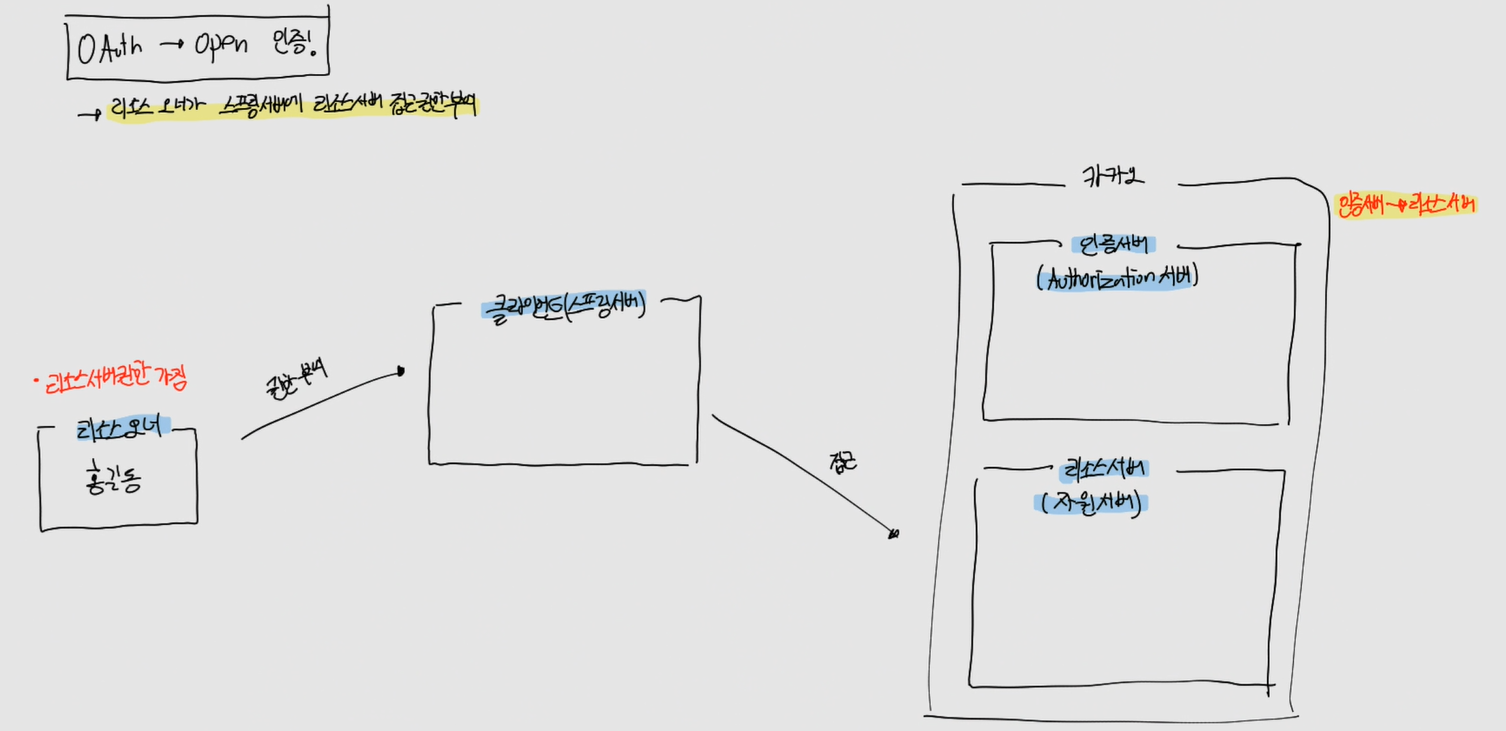 OAuth → Open 인증!
→ 리소스 오너가 스프링서버에 리소스서버 접근권한 부여
카카오
인증서버 → 리소스서버
인증서버
(Authorization 서버)
클라이언트(스프링서버)
· 리소스서버권한 가짐
권한 부여
리소스 오너
홍길동
접근
리소스 서버
(자원서버)